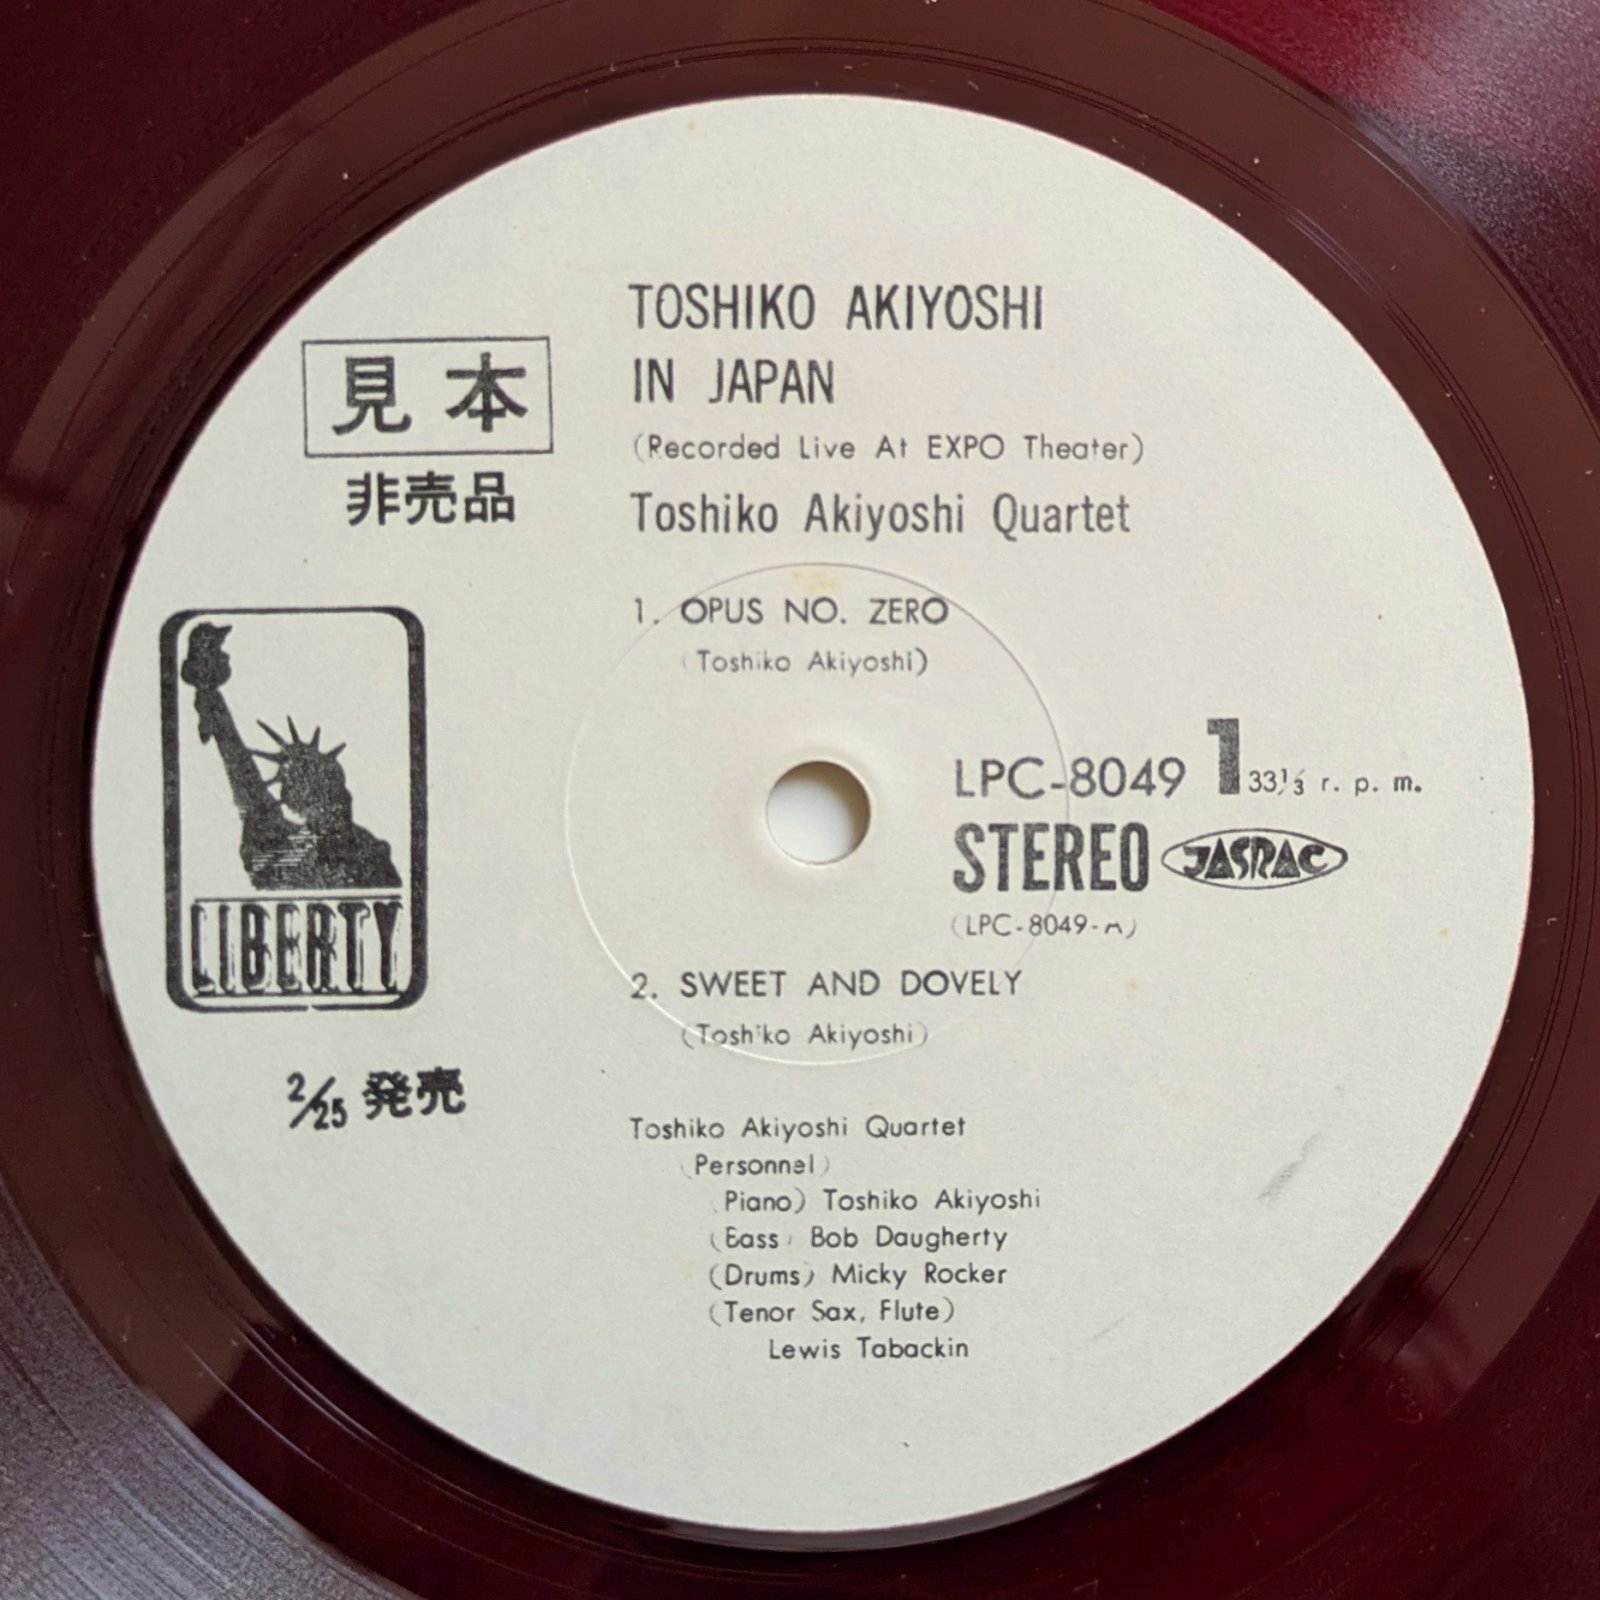 TOSHIKO AKIYOSHI
IN JAPAN
(Recorded Live At EXPO Theater)
Toshiko Akiyoshi Quartet
見本
非売品
1. OPUS NO. ZERO
(Toshiko Akiyoshi)
LIBERTY
LPC-8049 1 33⅓ r. p. m.
STEREO JASRAC
(LPC-8049-A)
2. SWEET AND DOVELY
(Toshiko Akiyoshi)
2/25 発売
Toshiko Akiyoshi Quartet
(Personnel)
(Piano) Toshiko Akiyoshi
(Bass) Bob Daugherty
(Drums) Micky Rocker
(Tenor Sax, Flute)
Lewis Tabackin